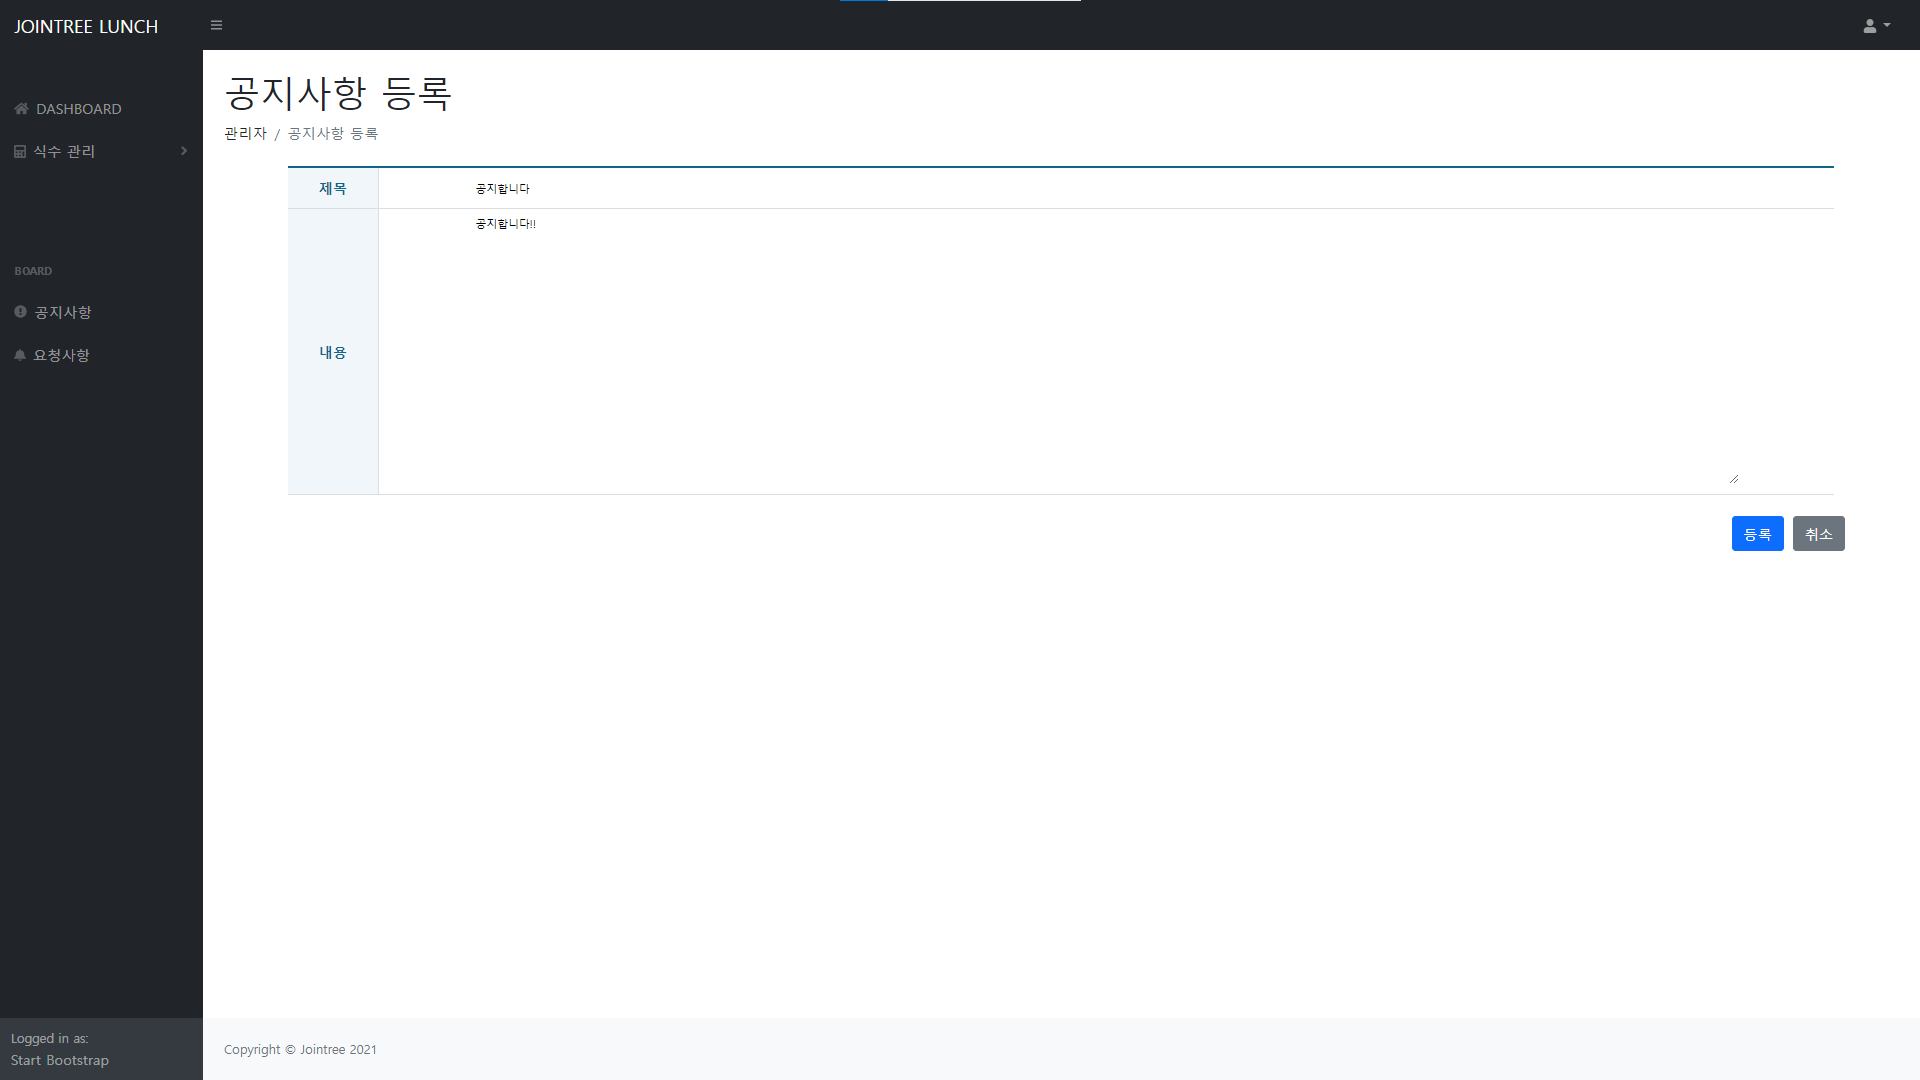 JOINTREE LUNCH
DASHBOARD
식수 관리
BOARD
공지사항
요청사항
Logged in as:
Start Bootstrap
공지사항 등록
관리자 / 공지사항 등록
제목 공지합니다
내용 공지합니다!!
등록 취소
Copyright © Jointree 2021